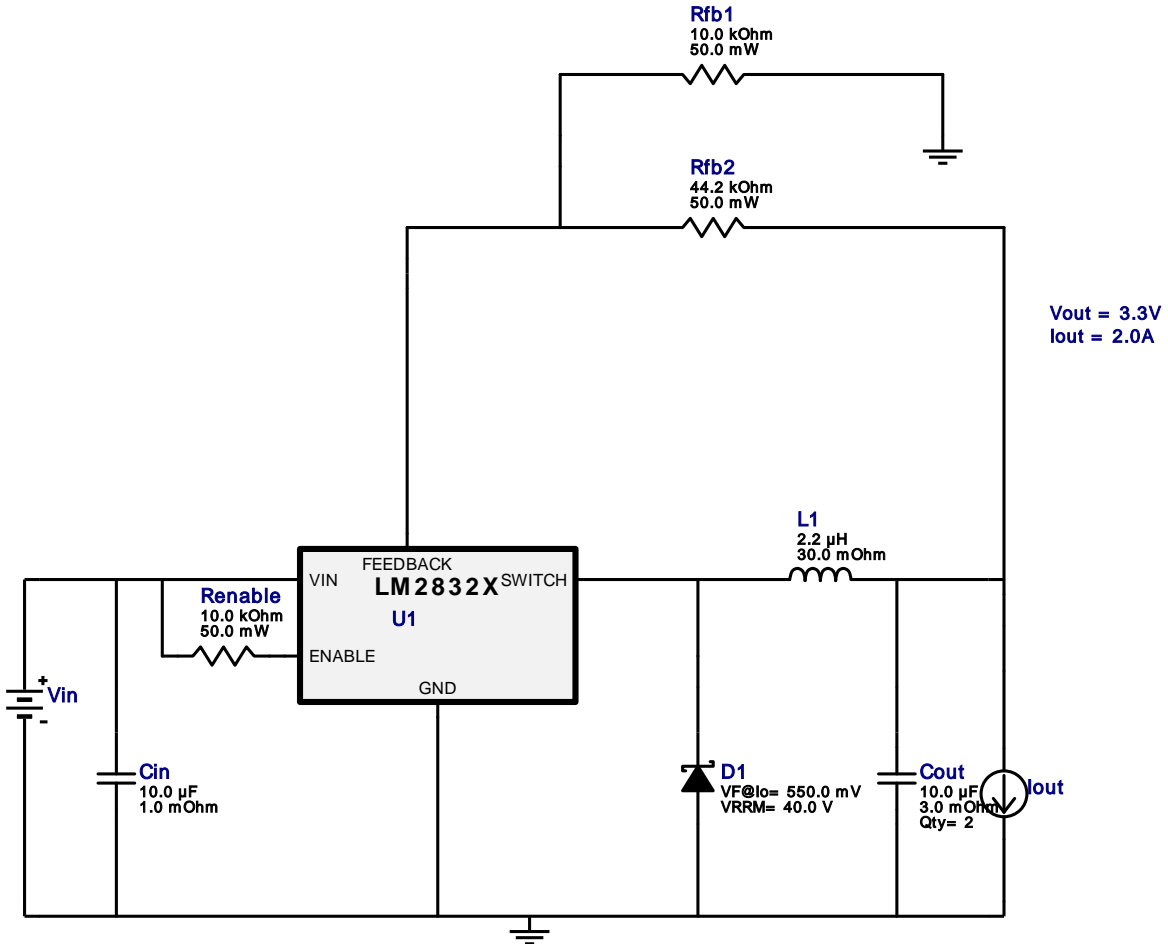 Rfb1
10.0 kOhm
50.0 mW
Rfb2
44.2 kOhm
50.0 mW
Vout = 3.3V
Iout = 2.0A
L1
2.2 µH
30.0 mOhm
FEEDBACK
VIN
LM2832X
SWITCH
U1
ENABLE
GND
Renable
10.0 kOhm
50.0 mW
+
Vin
-
Cin
10.0 µF
1.0 mOhm
D1
VF@Io= 550.0 mV
VRRM= 40.0 V
Cout
10.0 µF
3.0 mOhm
Qty= 2
Iout